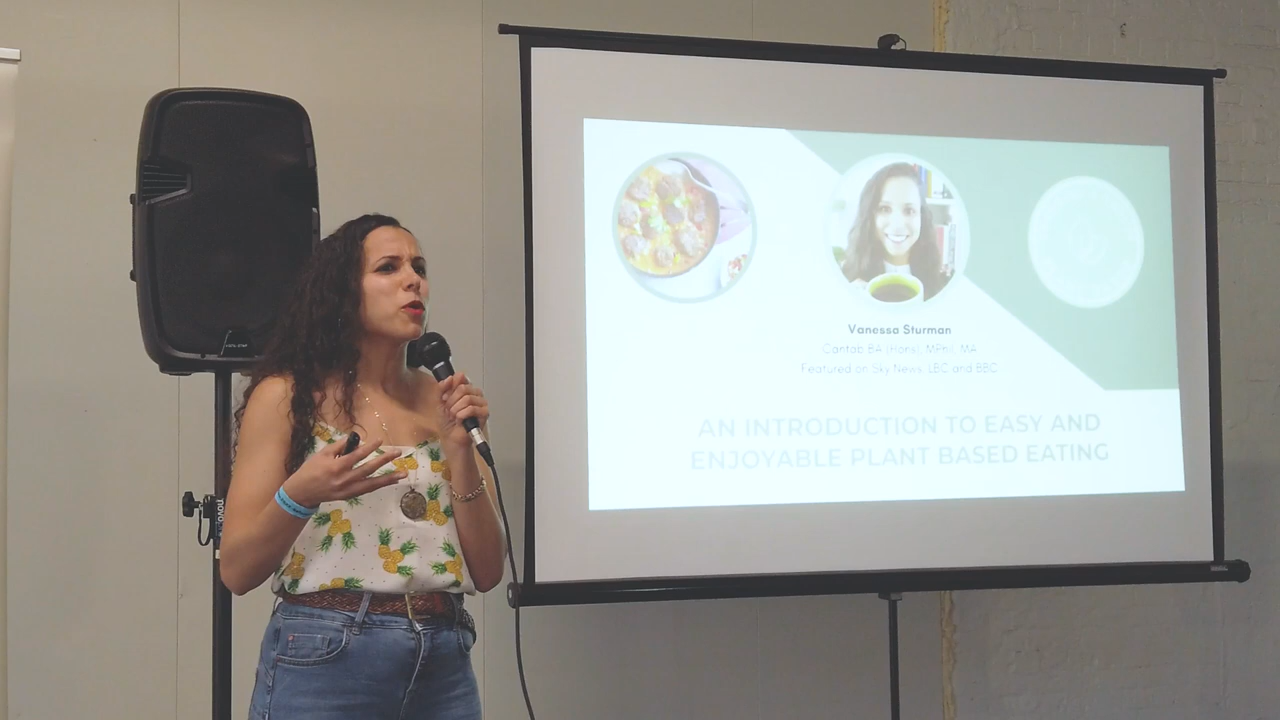 Vanessa Sturman
Cantab BA (Hons), MPhil, MA
Featured on Sky News, LBC and BBC
AN INTRODUCTION TO EASY AND
ENJOYABLE PLANT BASED EATING